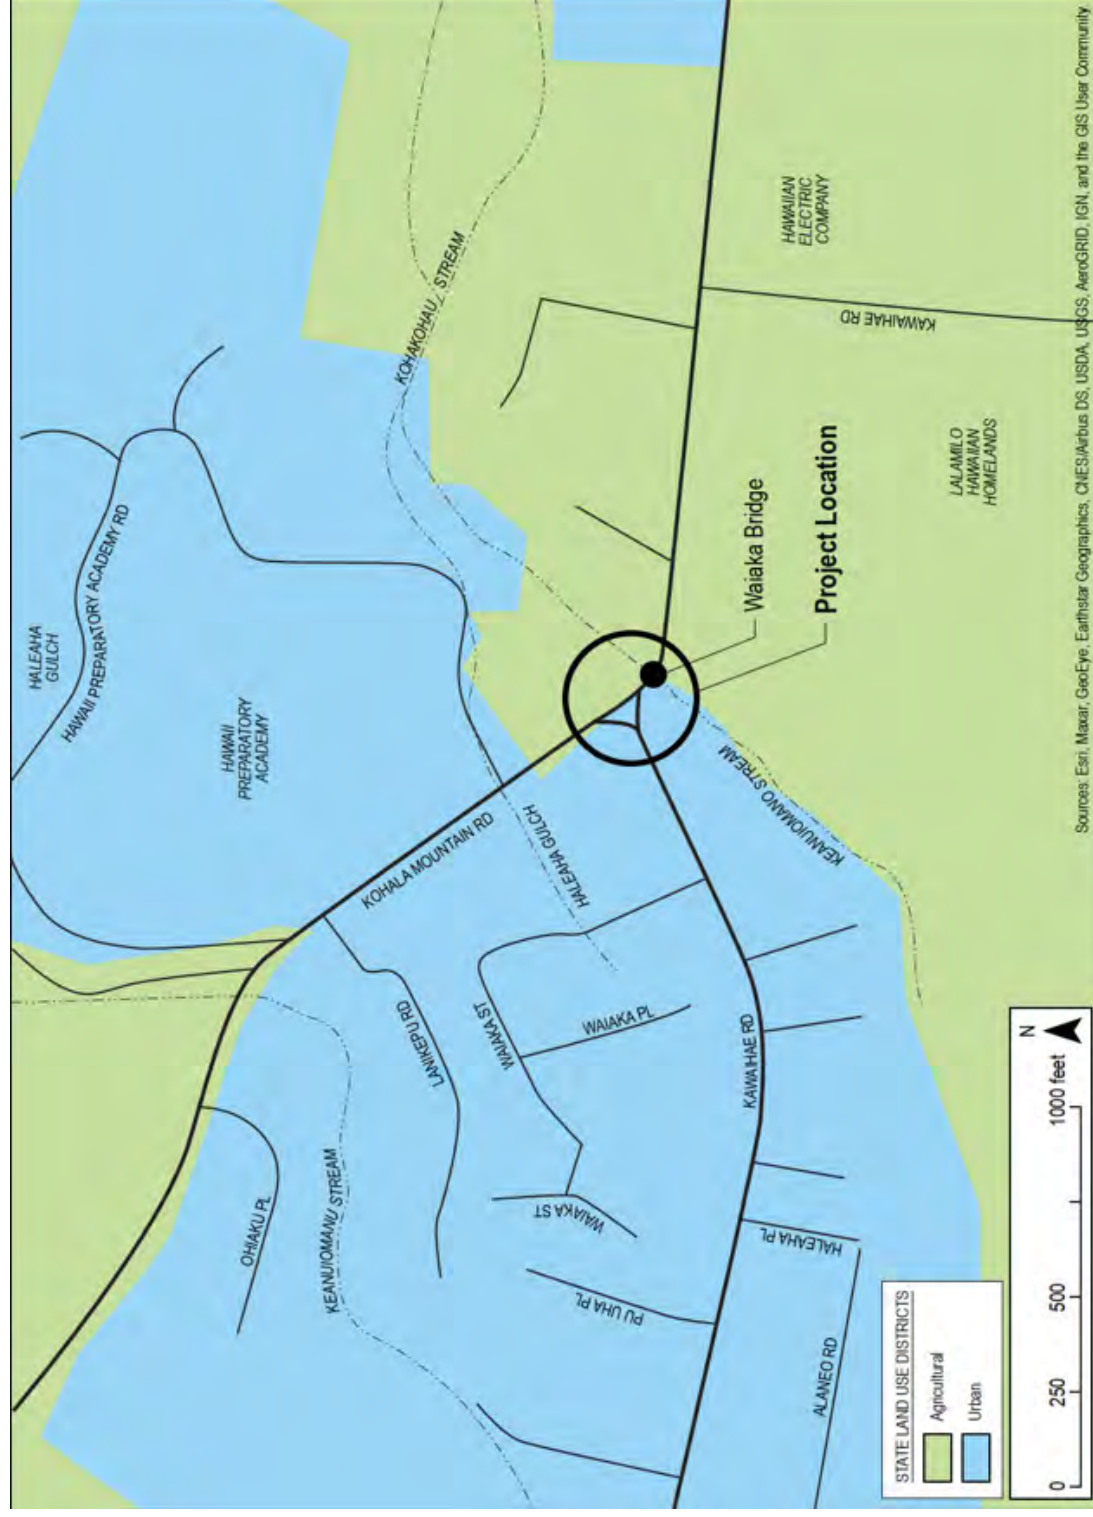 HALEAHA
GULCH
HAWAII PREPARATORY ACADEMY RD
HAWAII
PREPARATORY
ACADEMY
KOHAKOHAU STREAM
HAWAIIAN
ELECTRIC
COMPANY
KAWAIHAE RD
LALAMILO
HAWAIIAN
HOMELANDS
Waiaka Bridge
Project Location
KOHALA MOUNTAIN RD
HALEAHA GULCH
KEANUIOMANO STREAM
LANIKEPU RD
WAIAKA ST
WAIAKA PL
KAWAIHAE RD
OHIAKU PL
KEANUIOMANU STREAM
WAIAKA ST
PU UHA PL
HALEAHA PL
ALANEO RD
STATE LAND USE DISTRICTS
Agricultural
Urban
0 250 500 1000 feet
N
Sources: Esri, Maxar, GeoEye, Earthstar Geographics, CNES/Airbus DS, USDA, USGS, AeroGRID, IGN, and the GIS User Community